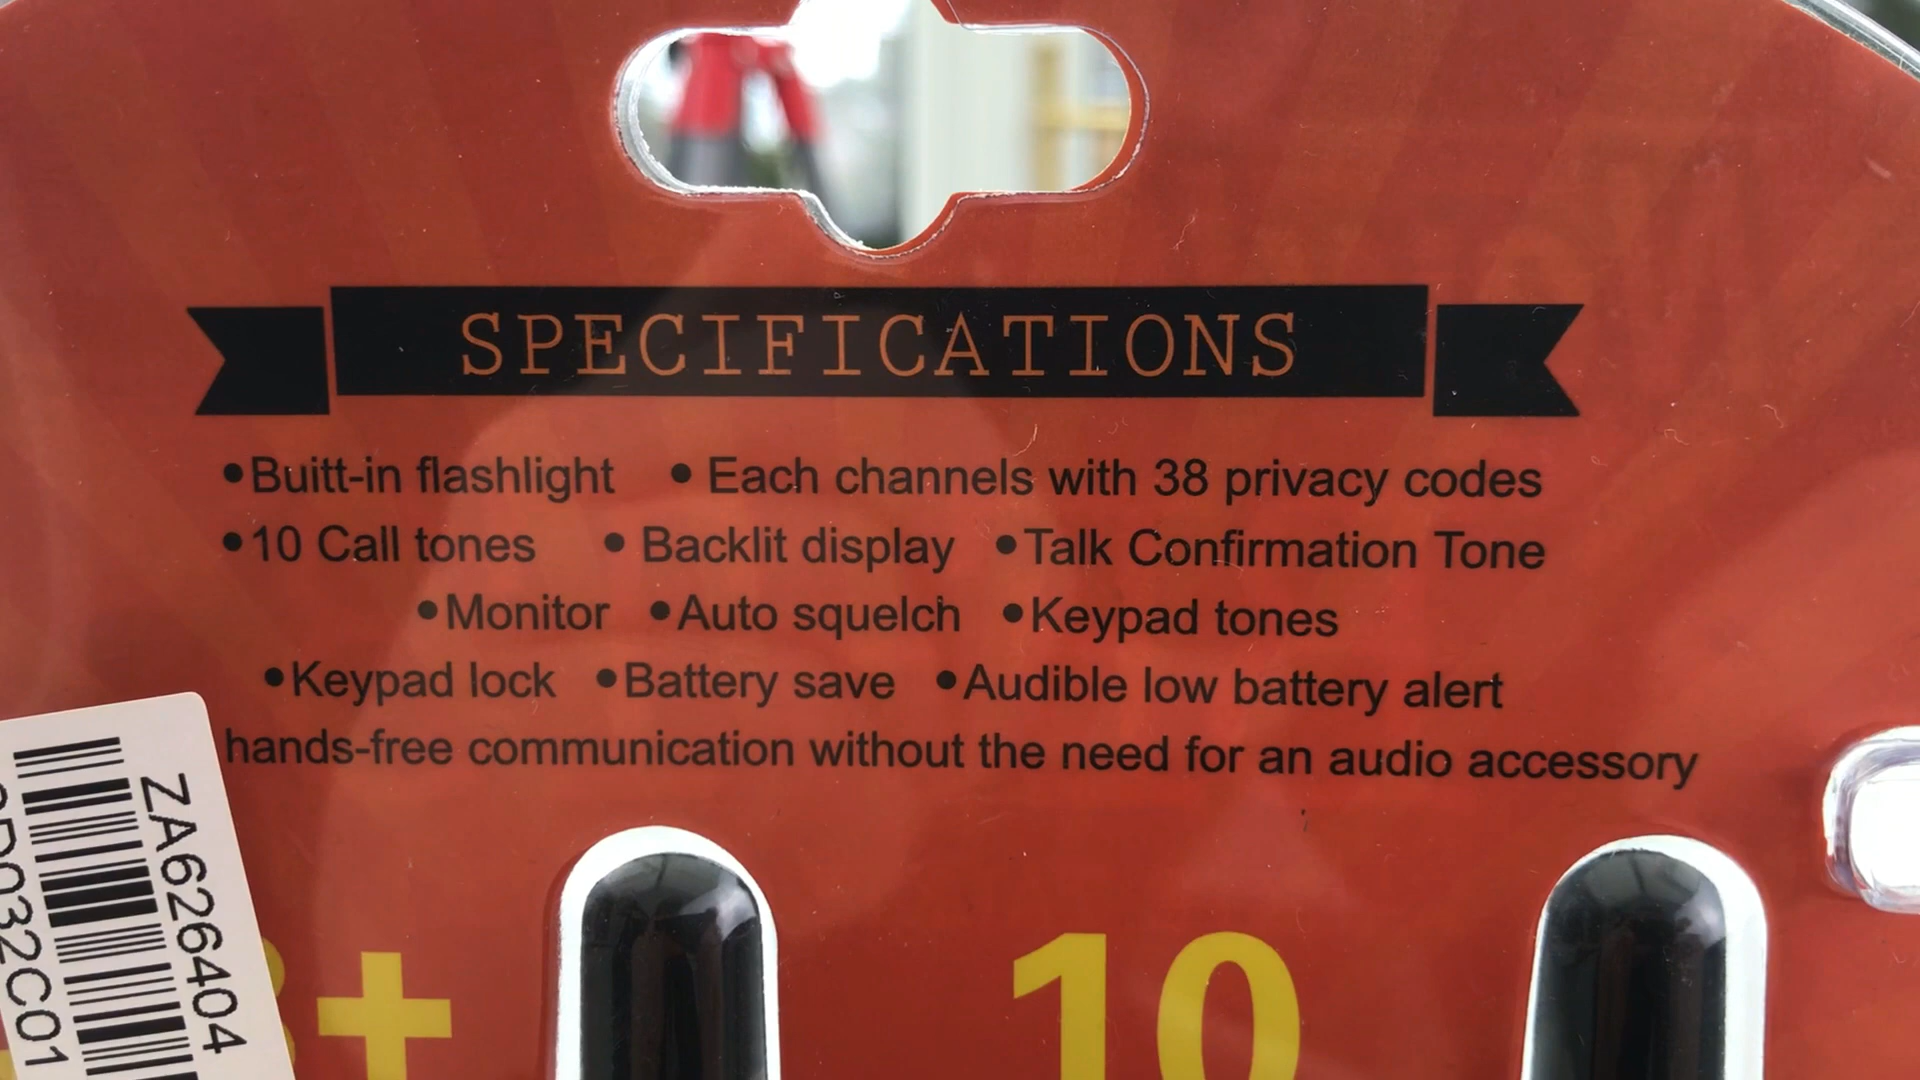 SPECIFICATIONS
•Buitt-in flashlight • Each channels with 38 privacy codes
•10 Call tones • Backlit display •Talk Confirmation Tone
•Monitor •Auto squelch •Keypad tones
•Keypad lock •Battery save •Audible low battery alert
hands-free communication without the need for an audio accessory
ZA626404
+
10